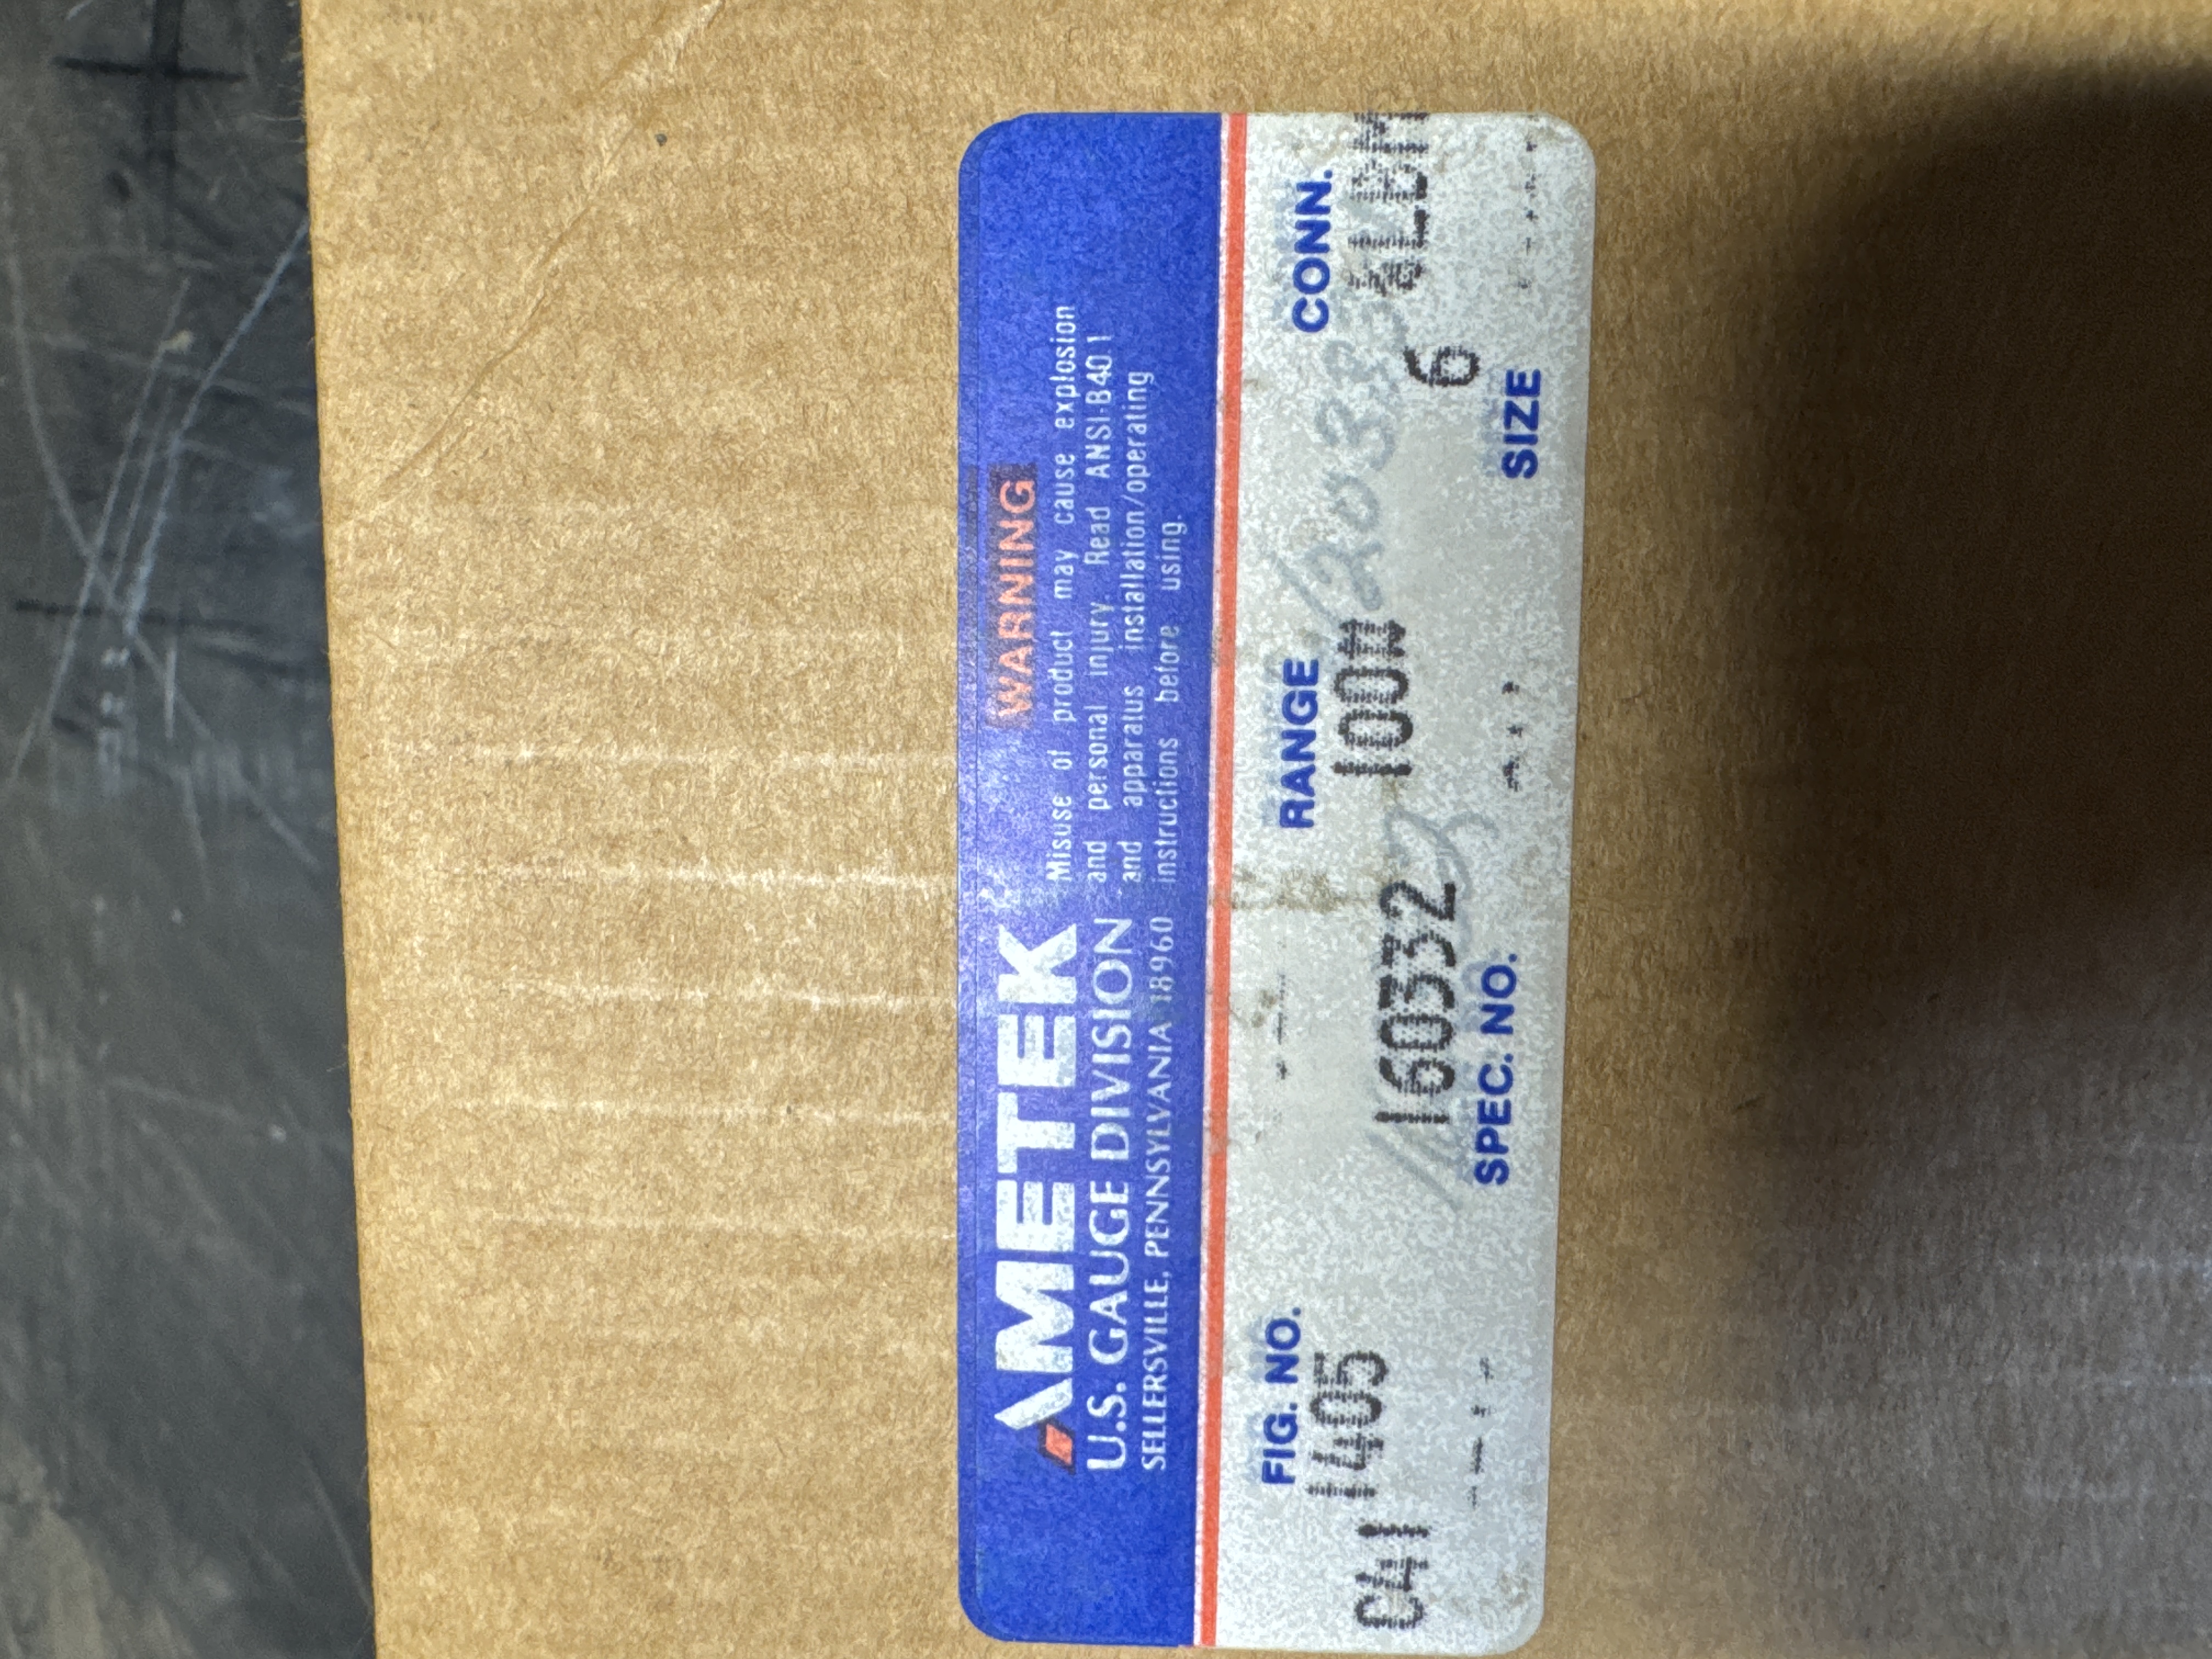 AMETEK
U.S. GAUGE DIVISION
SELLERSVILLE, PENNSYLVANIA 18960
WARNING
Misuse of product may cause explosion
and personal injury. Read ANSI-B40.1
and apparatus installation/operating
instructions before using.
FIG. NO.
RANGE
CONN.
C41 1405
160332
100#
6
SPEC. NO.
SIZE